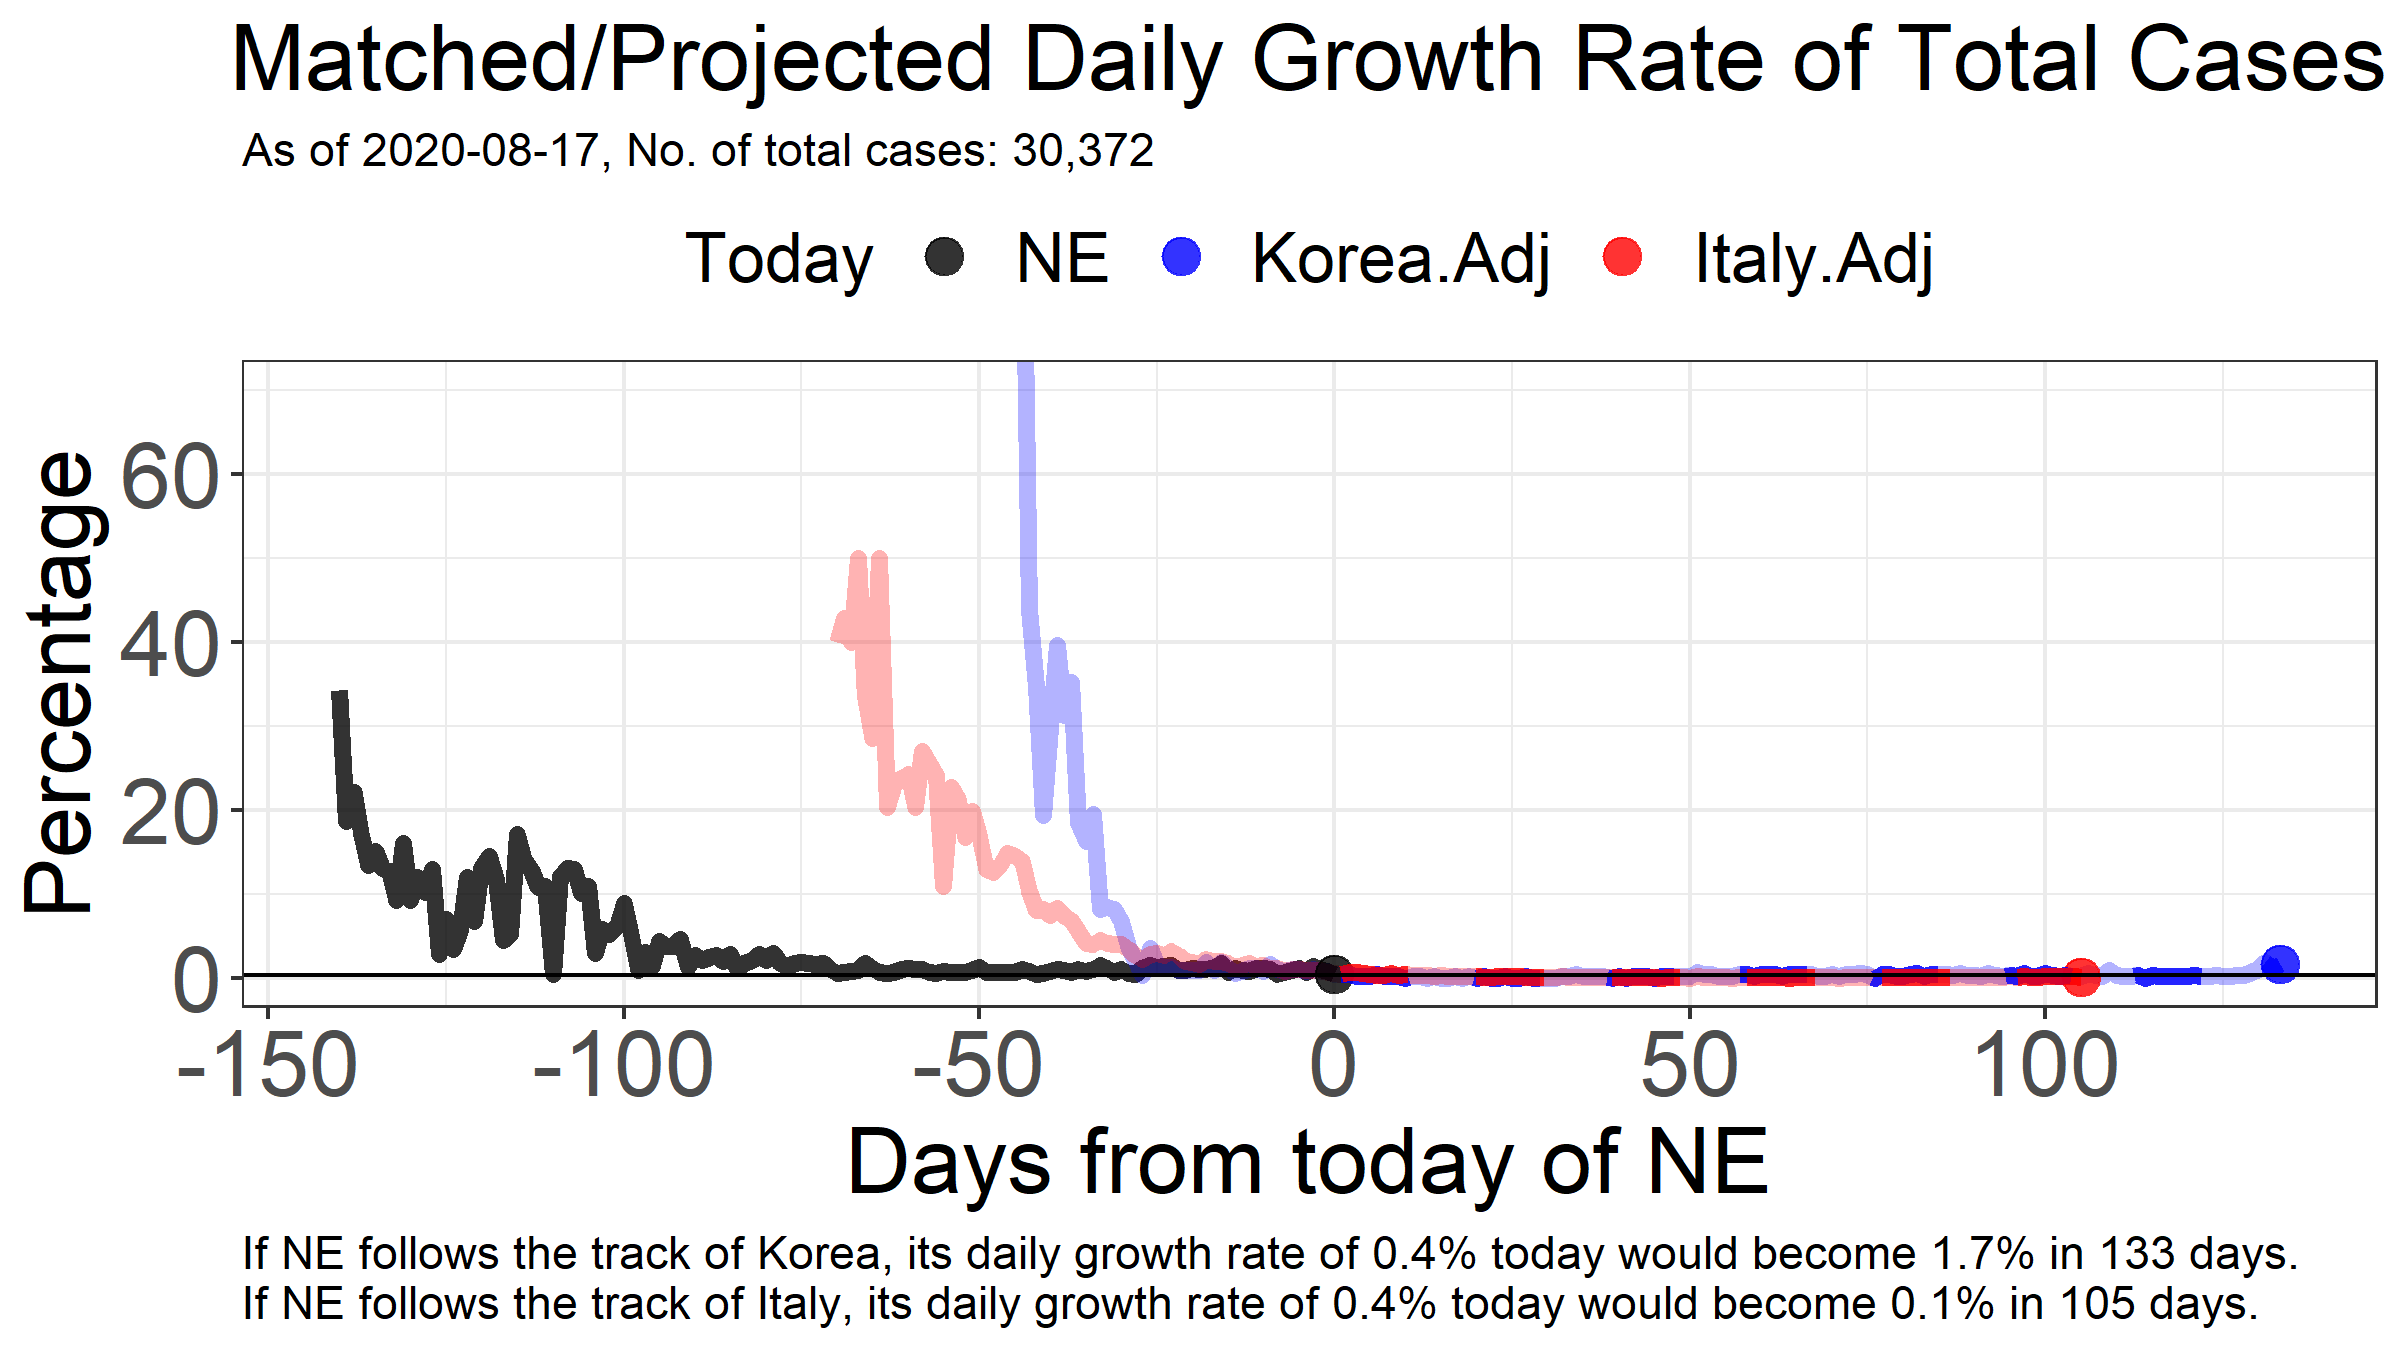 Matched/Projected Daily Growth Rate of Total Cases
As of 2020-08-17, No. of total cases: 30,372
Today NE Korea.Adj Italy.Adj
Percentage
60
40
20
0
-150 -100 -50 0 50 100
Days from today of NE
If NE follows the track of Korea, its daily growth rate of 0.4% today would become 1.7% in 133 days.
If NE follows the track of Italy, its daily growth rate of 0.4% today would become 0.1% in 105 days.